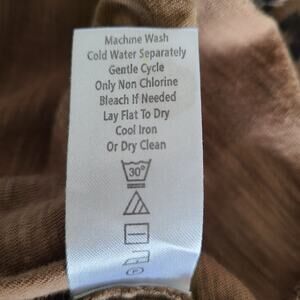 Machine Wash
Cold Water Separately
Gentle Cycle
Only Non Chlorine
Bleach If Needed
Lay Flat To Dry
Cool Iron
Or Dry Clean
30°
P